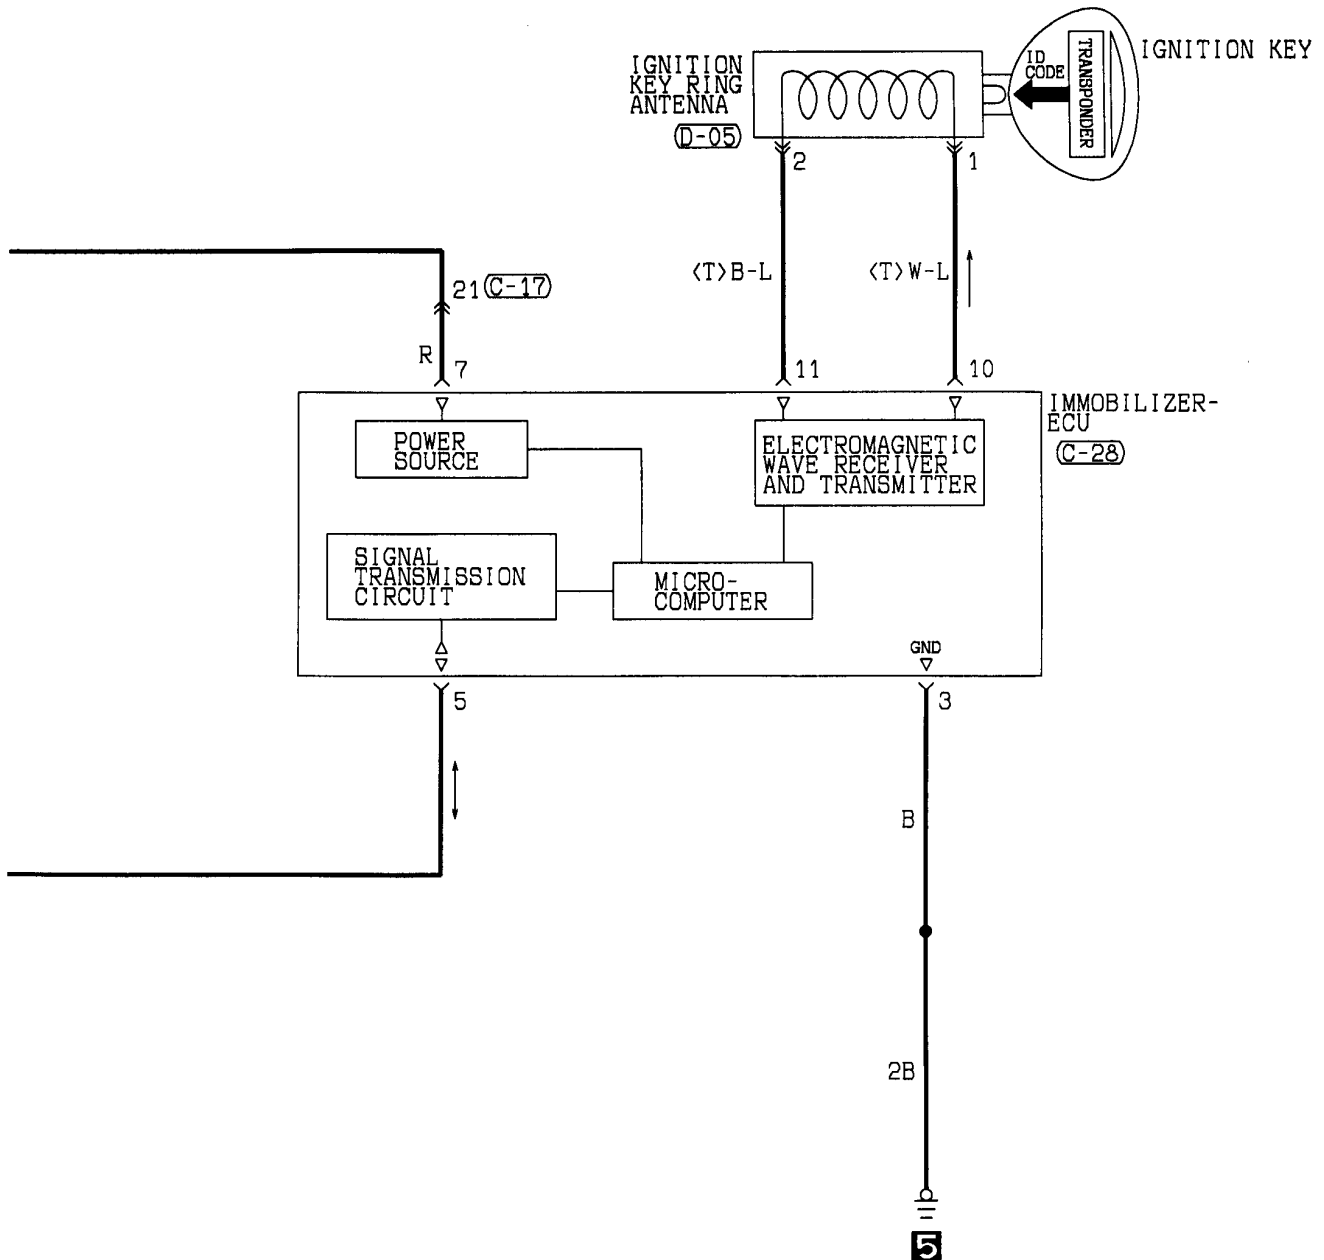 IGNITION KEY
IGNITION
KEY RING
ANTENNA
(D-05)
ID
CODE
TRANSPONDER
2
1
<T>B-L
<T>W-L
21 (C-17)
R
7
11
10
IMMOBILIZER-
ECU
(C-28)
POWER
SOURCE
ELECTROMAGNETIC
WAVE RECEIVER
AND TRANSMITTER
SIGNAL
TRANSMISSION
CIRCUIT
MICRO-
COMPUTER
GND
5
3
B
2B
5